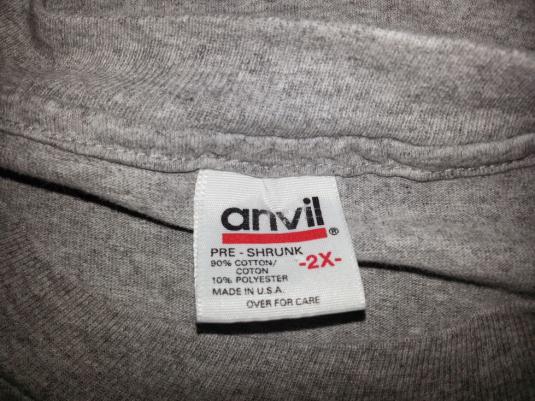 anvil®
PRE - SHRUNK
90% COTTON/
COTON
10% POLYESTER
-2X-
MADE IN U.S.A.
OVER FOR CARE